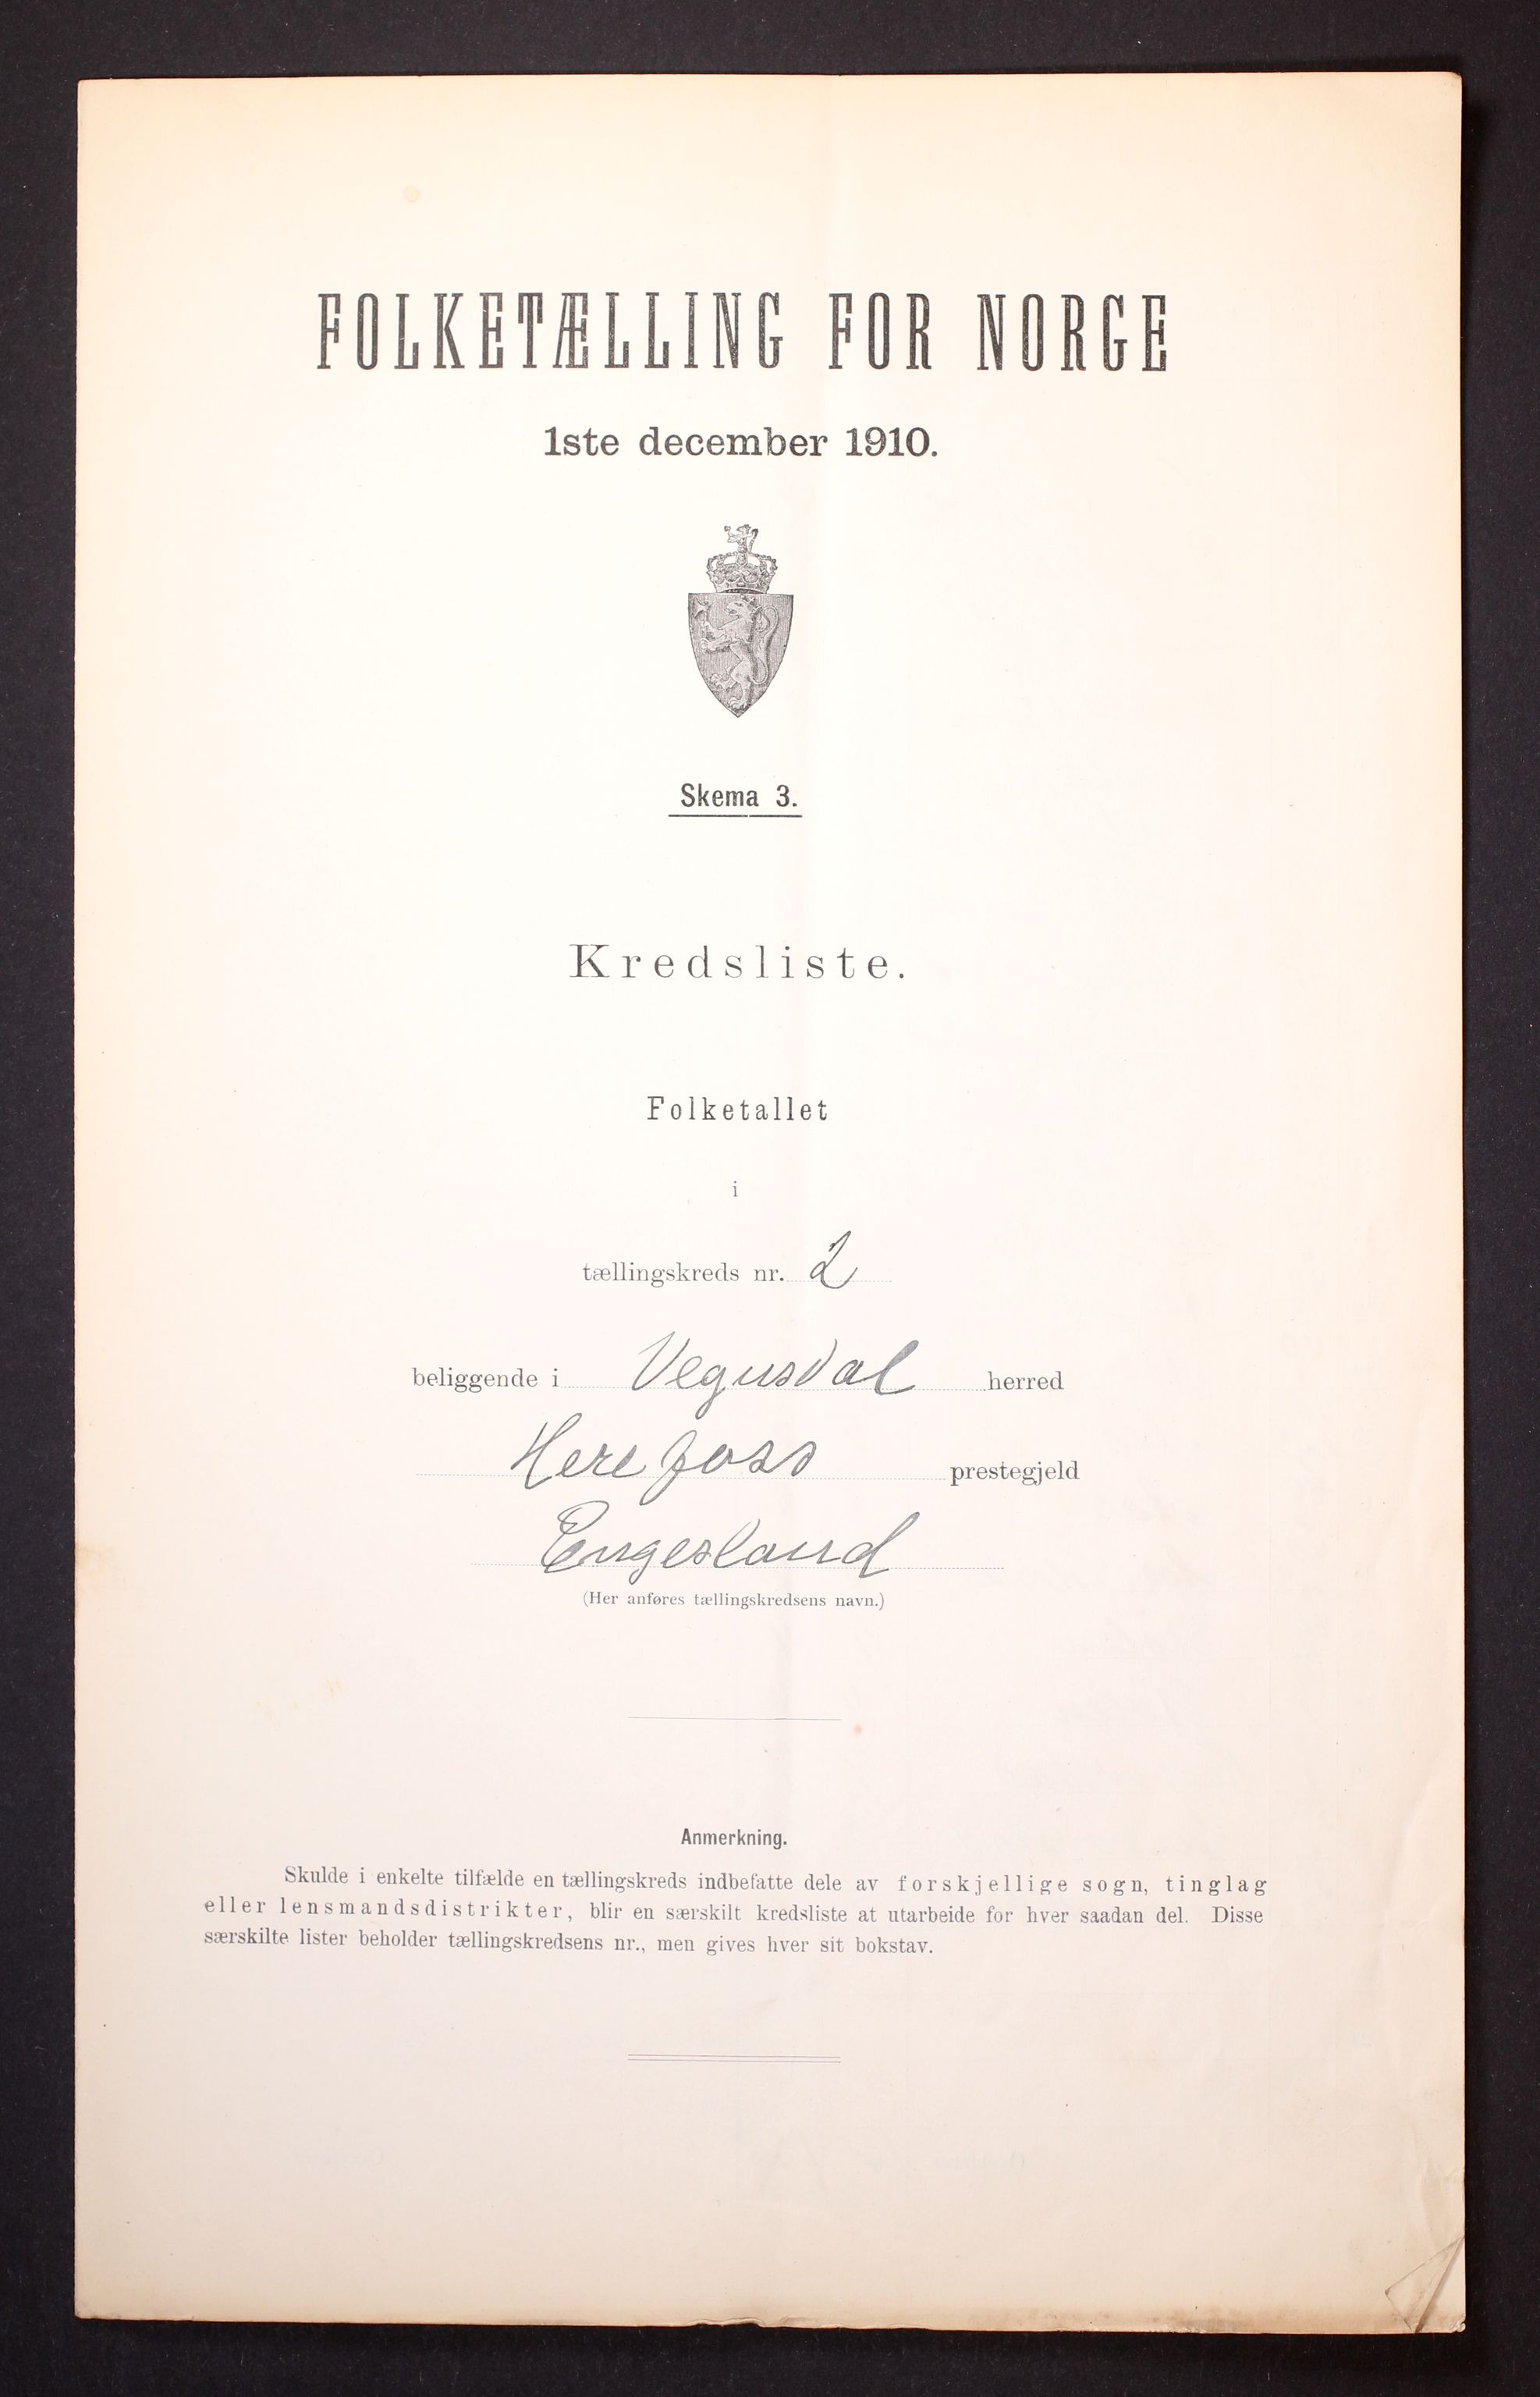 FOLKETÆLLING FOR NORGE
1ste december 1910.
Skema 3.
Kredsliste.
Folketallet
i
tællingskreds nr. 2
beliggende i Vegusdal herred
Herefoss prestegjeld
Engesland
(Her anføres tællingskredsens navn.)
Anmerkning.
Skulde i enkelte tilfælde en tællingskreds indbefatte dele av forskjellige sogn, tinglag
eller lensmandsdistrikter, blir en særskilt kredsliste at utarbeide for hver saadan del. Disse
særskilte lister beholder tællingskredsens nr., men gives hver sit bokstav.